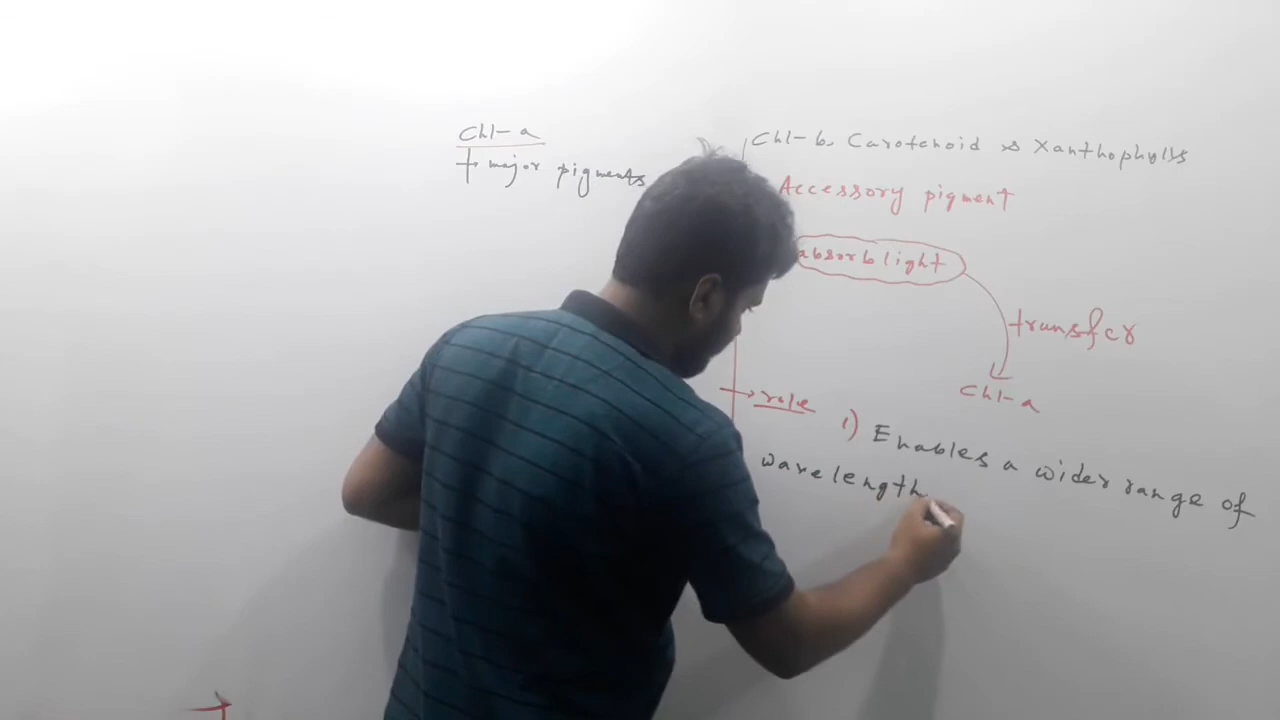 Chl-a
major pigments
Chl-b, Carotenoid & Xanthophylls
Accessory pigment
absorb light
transfer
Chl-a
role
1) Enables a wider range of
wavelength